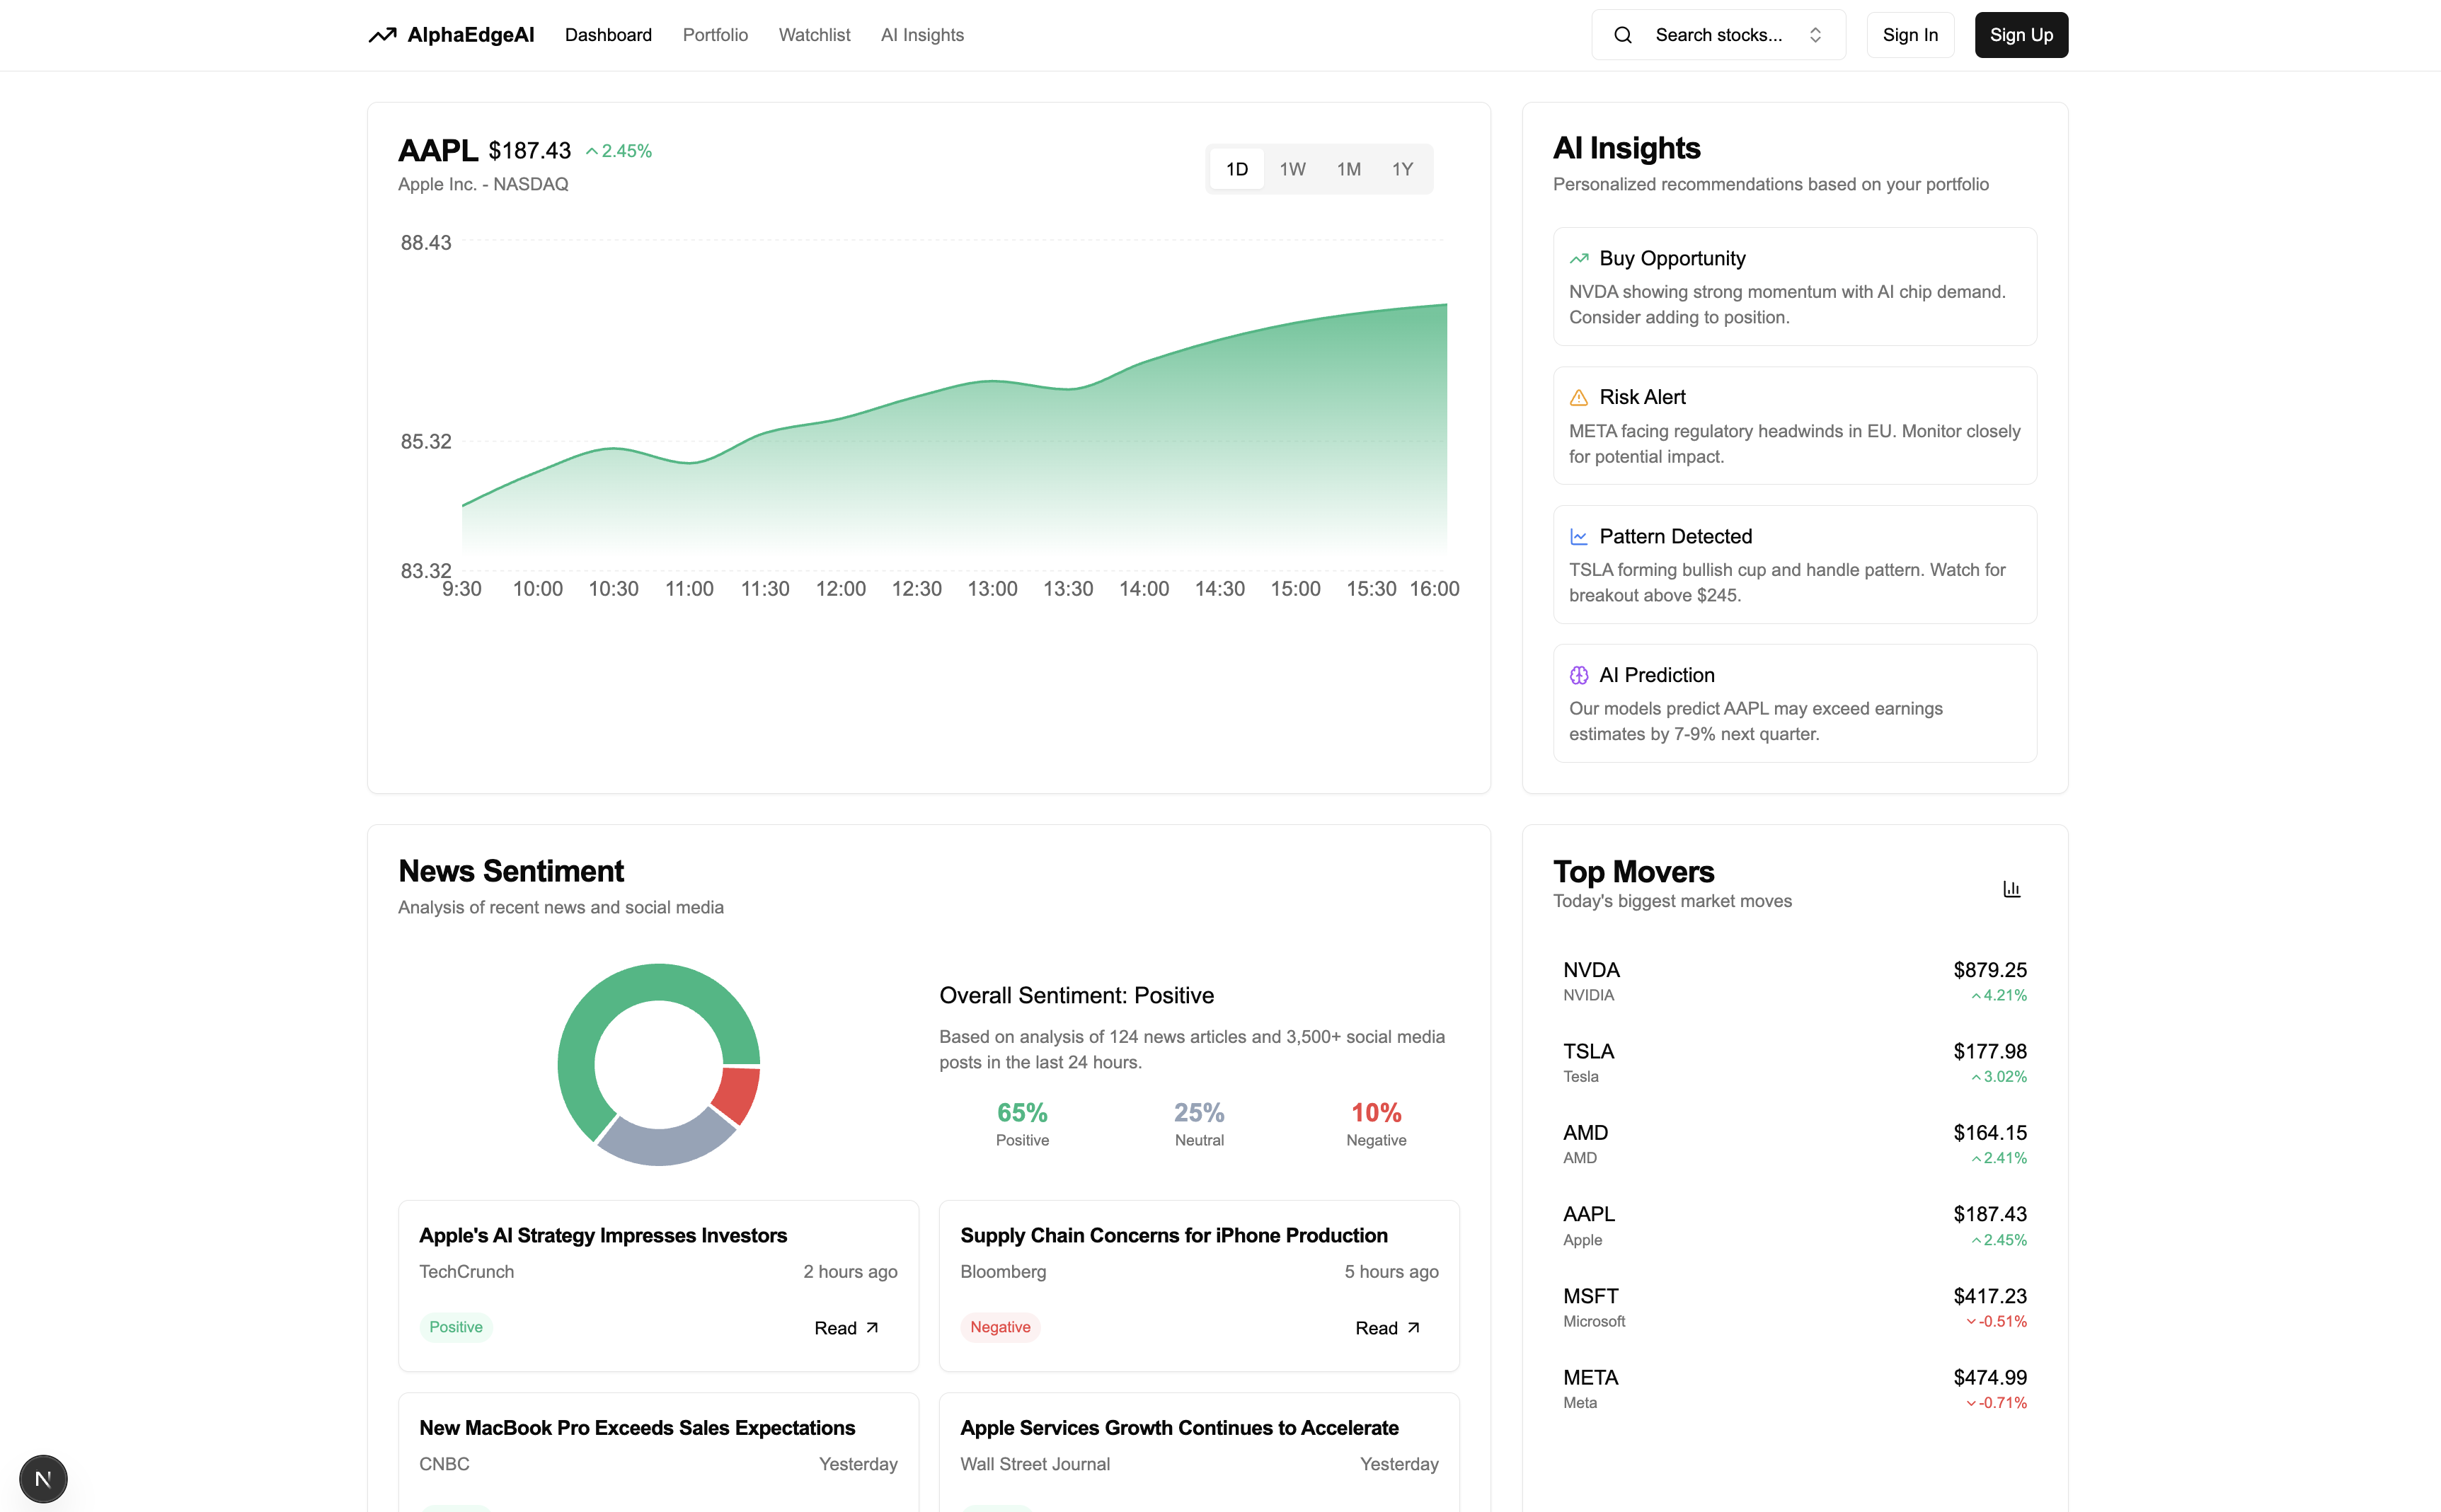 AlphaEdgeAI Dashboard Portfolio Watchlist AI Insights Search stocks... Sign In Sign Up
AAPL $187.43 2.45%
Apple Inc. - NASDAQ
1D 1W 1M 1Y
88.43
85.32
83.32
9:30 10:00 10:30 11:00 11:30 12:00 12:30 13:00 13:30 14:00 14:30 15:00 15:30 16:00
AI Insights
Personalized recommendations based on your portfolio
Buy Opportunity
NVDA showing strong momentum with AI chip demand.
Consider adding to position.
Risk Alert
META facing regulatory headwinds in EU. Monitor closely
for potential impact.
Pattern Detected
TSLA forming bullish cup and handle pattern. Watch for
breakout above $245.
AI Prediction
Our models predict AAPL may exceed earnings
estimates by 7-9% next quarter.
News Sentiment
Analysis of recent news and social media
Overall Sentiment: Positive
Based on analysis of 124 news articles and 3,500+ social media
posts in the last 24 hours.
65% 25% 10%
Positive Neutral Negative
Apple's AI Strategy Impresses Investors
TechCrunch 2 hours ago
Positive Read
Supply Chain Concerns for iPhone Production
Bloomberg 5 hours ago
Negative Read
New MacBook Pro Exceeds Sales Expectations
CNBC Yesterday
Apple Services Growth Continues to Accelerate
Wall Street Journal Yesterday
Top Movers
Today's biggest market moves
NVDA $879.25
NVIDIA 4.21%
TSLA $177.98
Tesla 3.02%
AMD $164.15
AMD 2.41%
AAPL $187.43
Apple 2.45%
MSFT $417.23
Microsoft -0.51%
META $474.99
Meta -0.71%
N